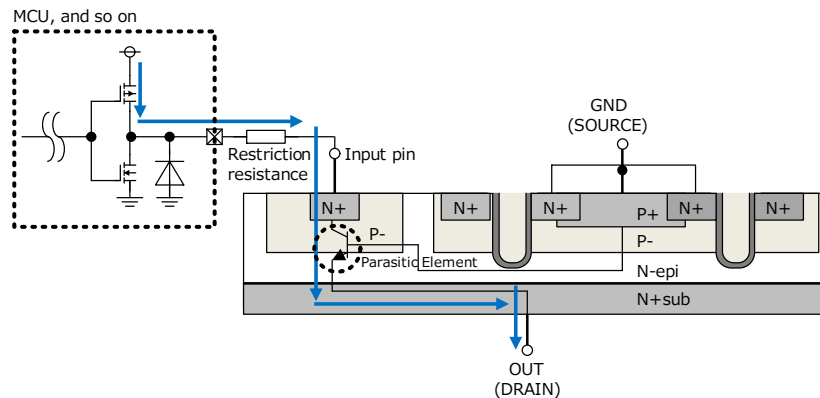 MCU, and so on
GND
(SOURCE)
Restriction
resistance
Input pin
N+
N+
N+
N+
N+
P+
P-
P-
Parasitic Element
N-epi
N+sub
OUT
(DRAIN)